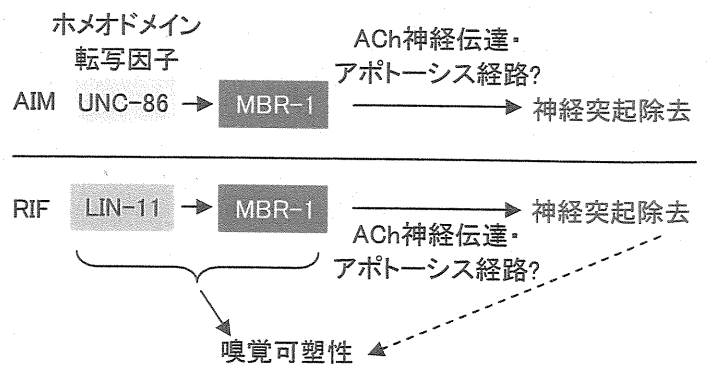 ホメオドメイン
転写因子
ACh神経伝達・
アポトーシス経路?
AIM UNC-86 MBR-1 神経突起除去
RIF LIN-11 MBR-1 神経突起除去
ACh神経伝達・
アポトーシス経路?
嗅覚可塑性